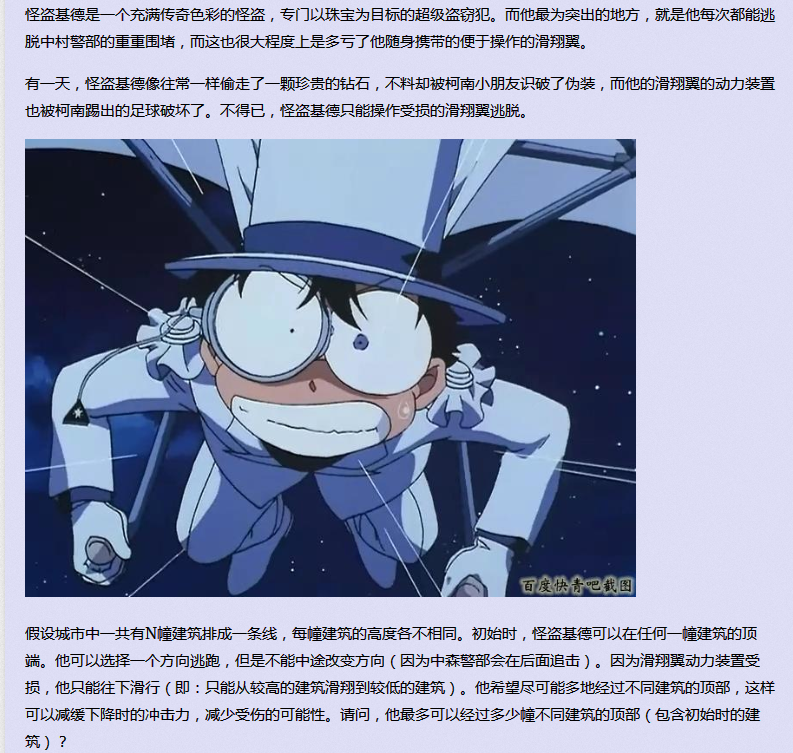 怪盗基德是一个充满传奇色彩的怪盗，专门以珠宝为目标的超级盗窃犯。而他最为突出的地方，就是他每次都能逃
脱中村警部的重重围堵，而这也很大程度上是多亏了他随身携带的便于操作的滑翔翼。
有一天，怪盗基德像往常一样偷走了一颗珍贵的钻石，不料却被柯南小朋友识破了伪装，而他的滑翔翼的动力装置
也被柯南踢出的足球破坏了。不得已，怪盗基德只能操作受损的滑翔翼逃脱。
百度快青吧截图
假设城市中一共有N幢建筑排成一条线，每幢建筑的高度各不相同。初始时，怪盗基德可以在任何一幢建筑的顶
端。他可以选择一个方向逃跑，但是不能中途改变方向（因为中森警部会在后面追击）。因为滑翔翼动力装置受
损，他只能往下滑行（即：只能从较高的建筑滑翔到较低的建筑）。他希望尽可能多地经过不同建筑的顶部，这样
可以减缓下降时的冲击力，减少受伤的可能性。请问，他最多可以经过多少幢不同建筑的顶部（包含初始时的建
筑）？